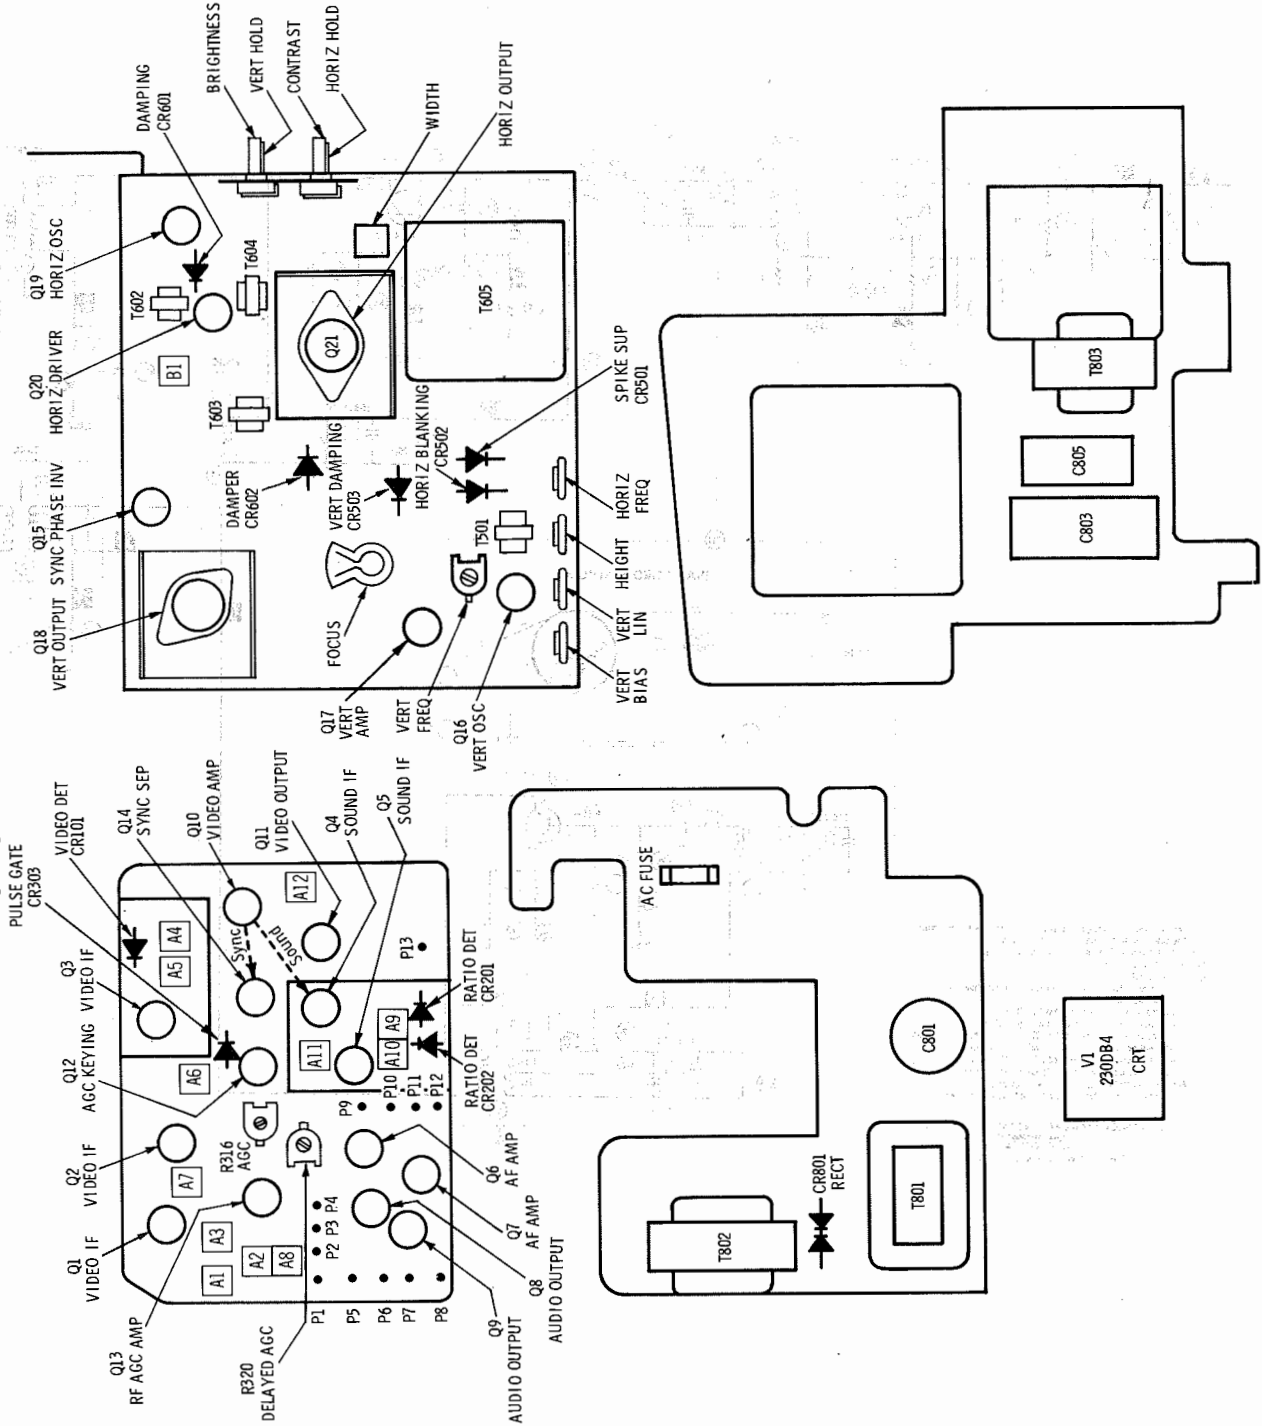 Q13
RF AGC AMP
Q1
VIDEO IF
Q2
VIDEO IF
Q12
AGC KEYING
Q3
VIDEO IF
PULSE GATE
CR303
VIDEO DET
CR101
Q14
SYNC SEP
Q10
VIDEO AMP
Q11
VIDEO OUTPUT
Q4
SOUND IF
Q5
SOUND IF
R320
DELAYED AGC
R316
AGC
A1
A2
A3
A4
A5
A6
A7
A8
A9
A10
A11
A12
Sync
Sound
P1
P2
P3
P4
P5
P6
P7
P8
P9
P10
P11
P12
P13
RATIO DET
CR201
RATIO DET
CR202
Q6
AF AMP
Q7
AF AMP
Q8
AUDIO OUTPUT
Q9
AUDIO OUTPUT
Q18
VERT OUTPUT
Q15
SYNC PHASE INV
Q20
HORIZ DRIVER
Q19
HORIZ OSC
DAMPING
CR601
BRIGHTNESS
VERT HOLD
CONTRAST
HORIZ HOLD
WIDTH
HORIZ OUTPUT
T602
T604
B1
T603
Q21
T605
DAMPER
CR602
VERT DAMPING
CR503
HORIZ BLANKING
CR502
SPIKE SUP
CR501
FOCUS
T501
Q17
VERT
AMP
VERT
FREQ
Q16
VERT OSC
VERT
BIAS
VERT
LIN
HEIGHT
HORIZ
FREQ
AC FUSE
C801
T802
CR801
RECT
T801
V1
230DB4
CRT
T803
C805
C803